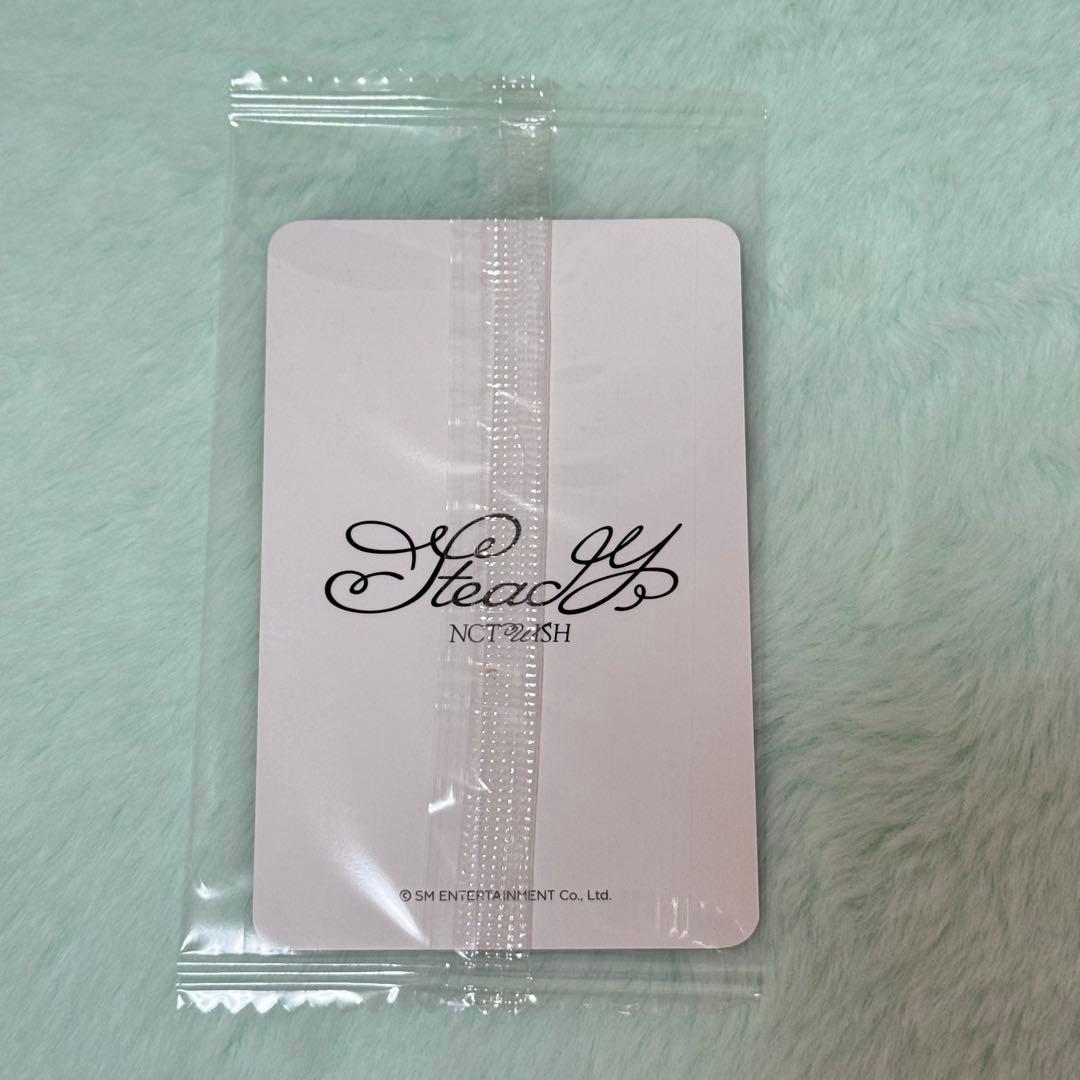 Steady
NCT WISH
© SM ENTERTAINMENT Co., Ltd.